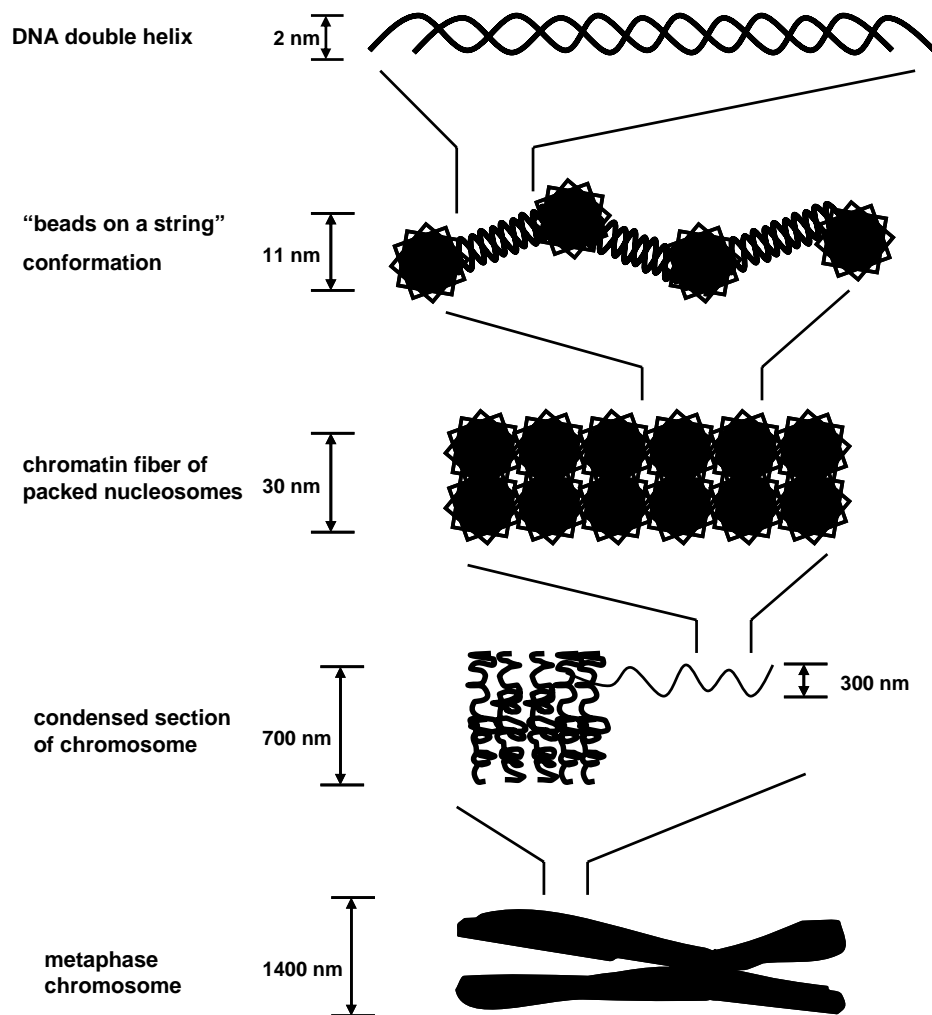 DNA double helix
2 nm
“beads on a string”
conformation
11 nm
chromatin fiber of
packed nucleosomes
30 nm
300 nm
condensed section
of chromosome
700 nm
metaphase
chromosome
1400 nm